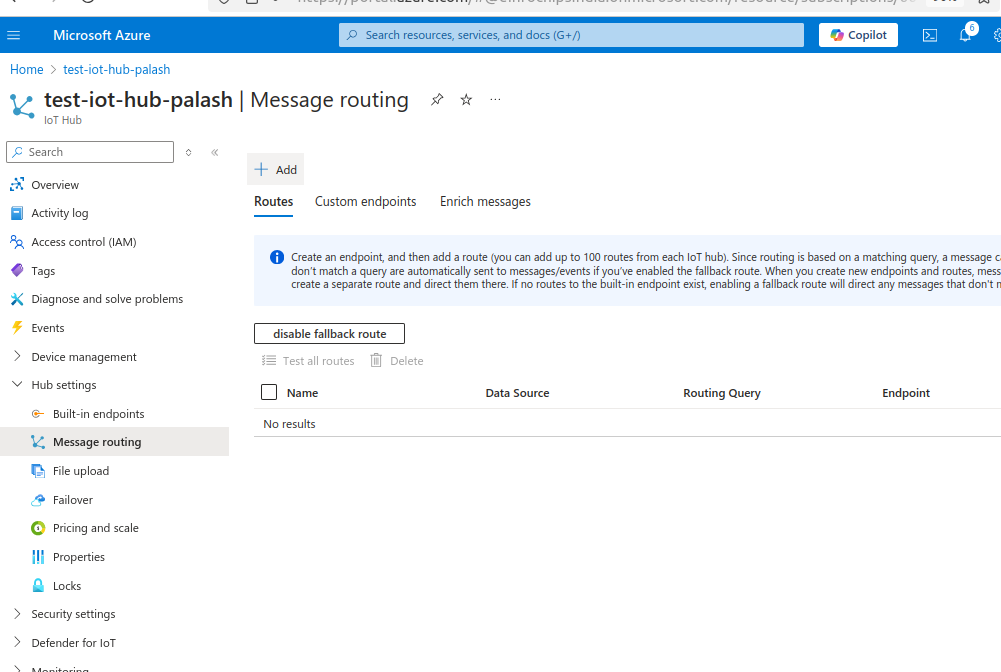 Microsoft Azure
Search resources, services, and docs (G+/)
Copilot
6
Home > test-iot-hub-palash
test-iot-hub-palash | Message routing
IoT Hub
Search
Overview
Activity log
Access control (IAM)
Tags
Diagnose and solve problems
Events
Device management
Hub settings
Built-in endpoints
Message routing
File upload
Failover
Pricing and scale
Properties
Locks
Security settings
Defender for IoT
Monitoring
Add
Routes Custom endpoints Enrich messages
Create an endpoint, and then add a route (you can add up to 100 routes from each IoT hub). Since routing is based on a matching query, a message
don't match a query are automatically sent to messages/events if you've enabled the fallback route. When you create new endpoints and routes,
create a separate route and direct them there. If no routes to the built-in endpoint exist, enabling a fallback route will direct any messages that don't
disable fallback route
Test all routes Delete
Name Data Source Routing Query Endpoint
No results